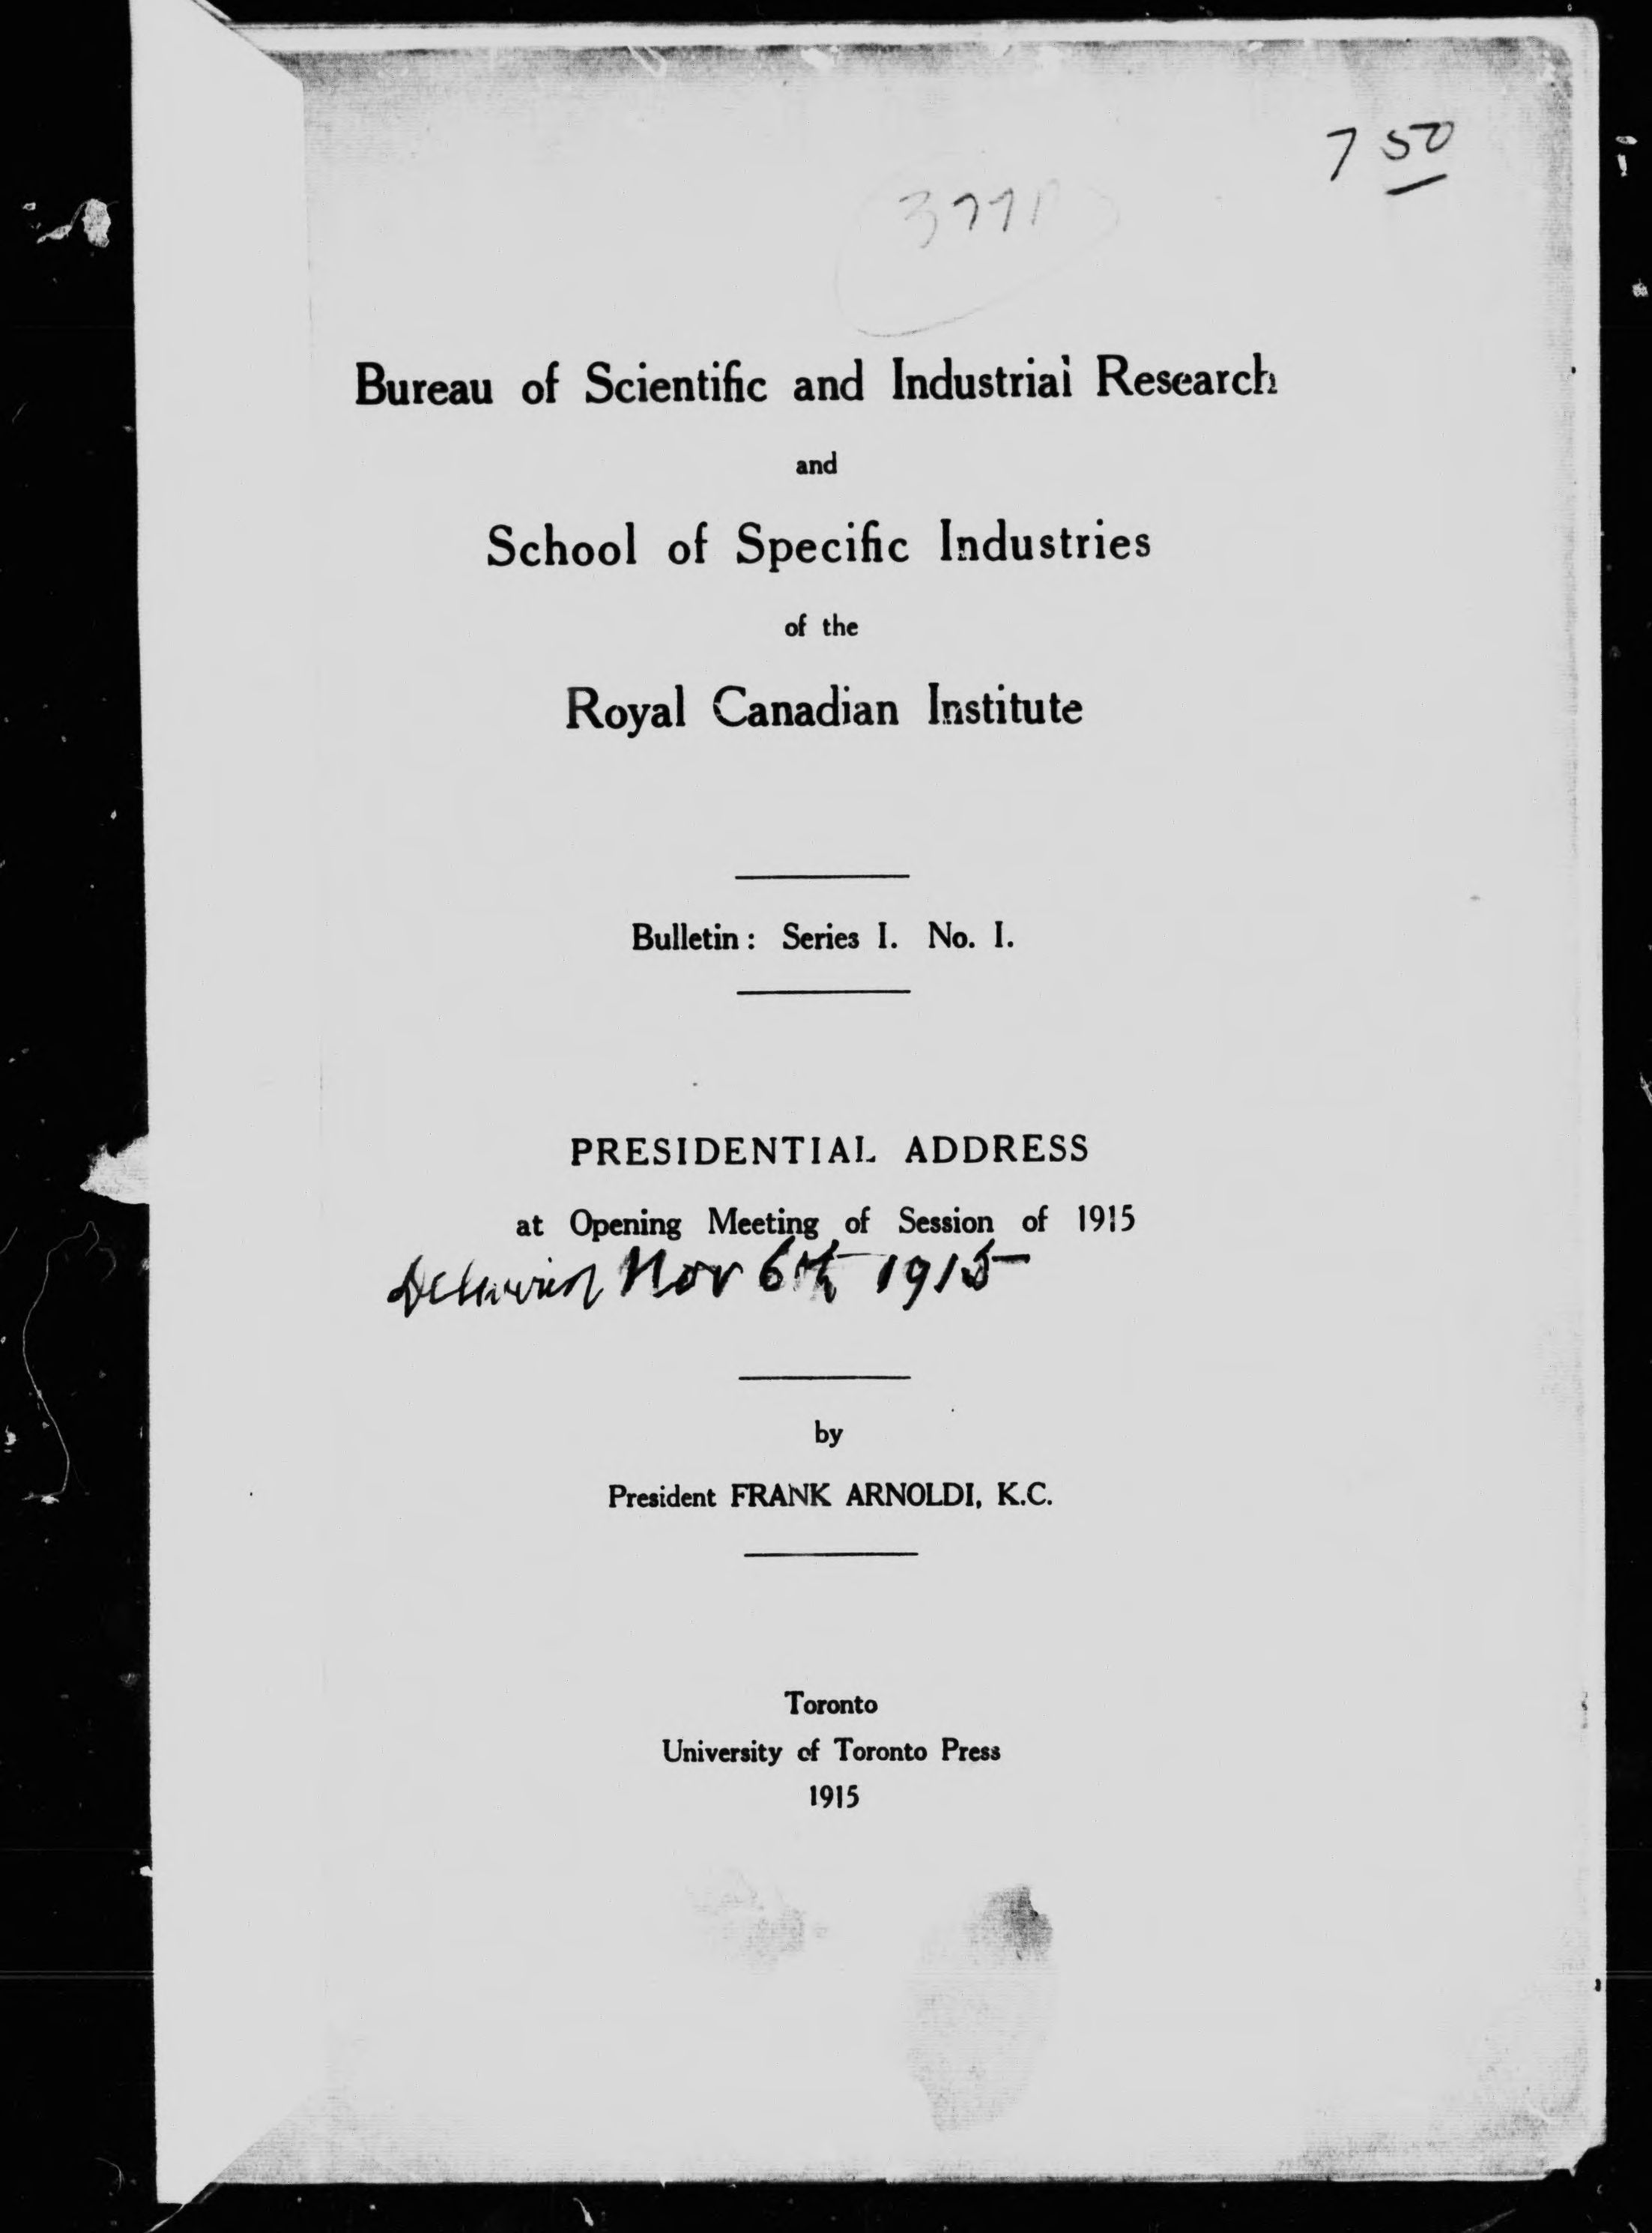 7 50
Bureau of Scientific and Industrial Research
and
School of Specific Industries
of the
Royal Canadian Institute
Bulletin: Series I. No. I.
PRESIDENTIAL ADDRESS
at Opening Meeting of Session of 1915
Delivered Nov 6th 1915
by
President FRANK ARNOLDI, K.C.
Toronto
University of Toronto Press
1915